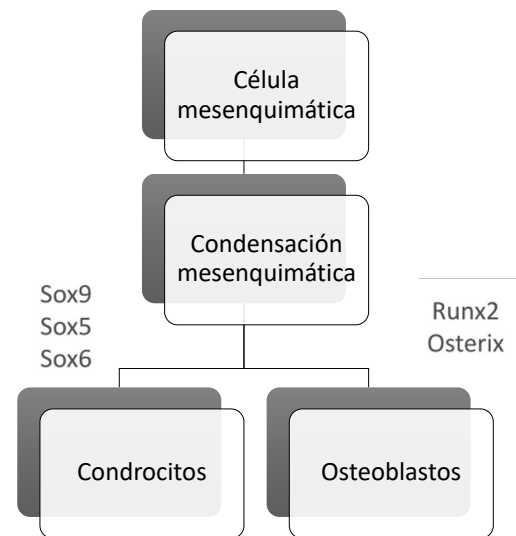 Célula
mesenquimática
Condensación
mesenquimática
Sox9
Sox5
Sox6
Runx2
Osterix
Condrocitos
Osteoblastos